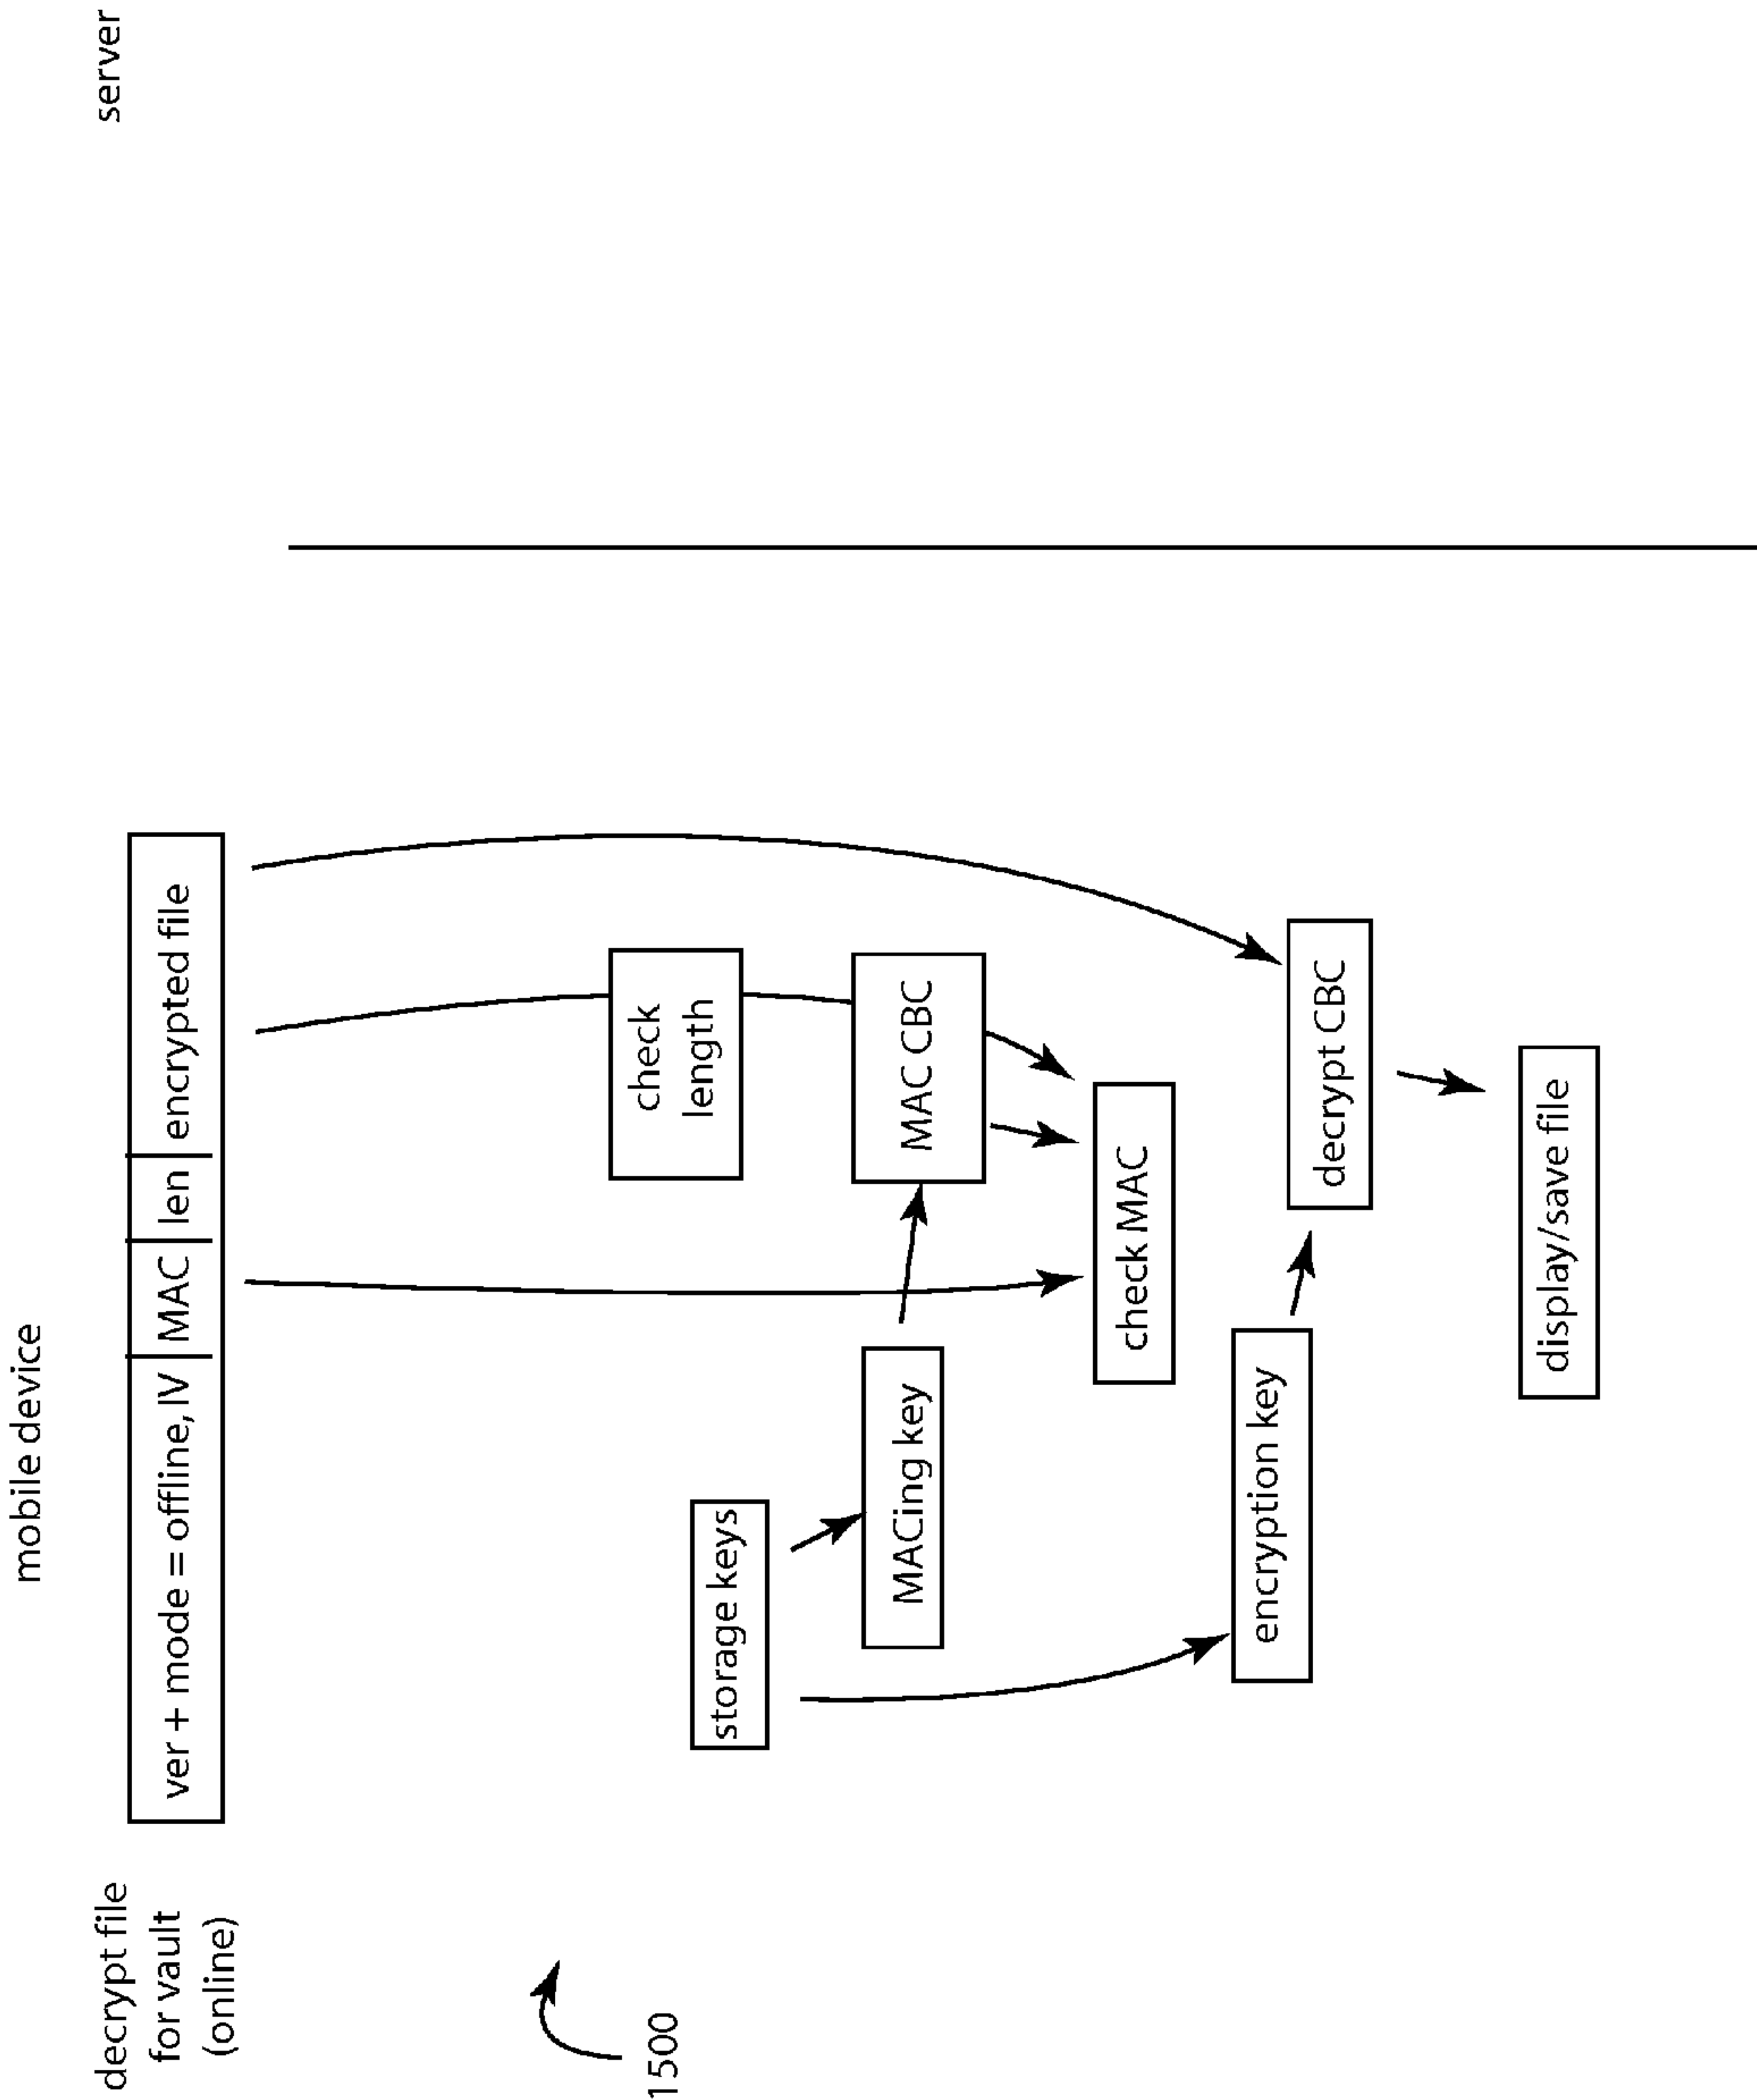 mobile device
server
decrypt file
for vault
(online)
ver + mode = offline, IV
MAC
len
encrypted file
1500
check
length
storage keys
MACing key
MAC CBC
check MAC
encryption key
decrypt CBC
display/save file